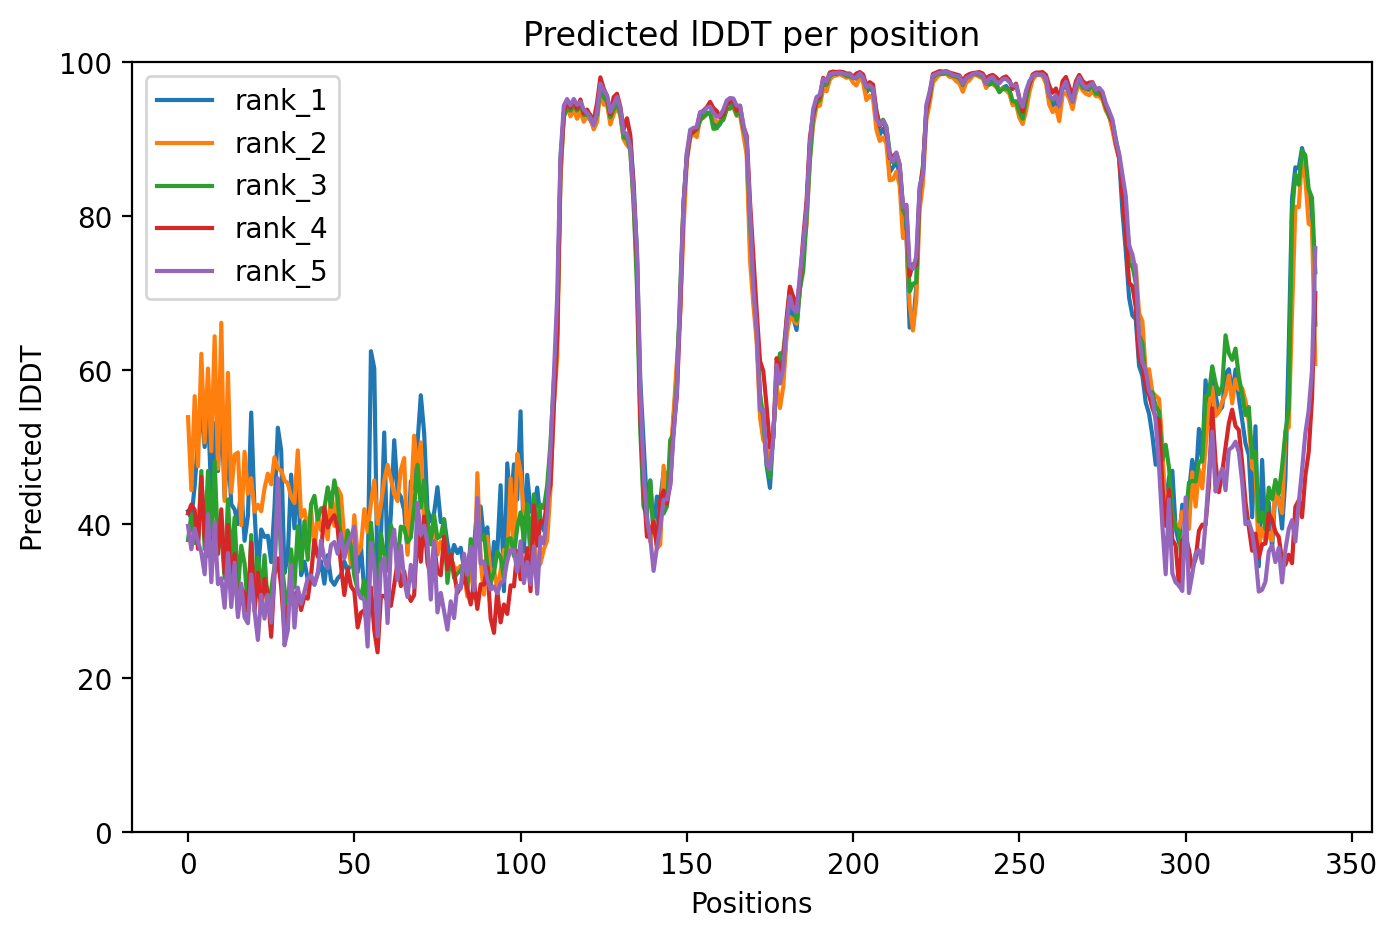 Predicted lDDT per position
100
80
60
40
20
0
Predicted lDDT
rank_1
rank_2
rank_3
rank_4
rank_5
0 50 100 150 200 250 300 350
Positions